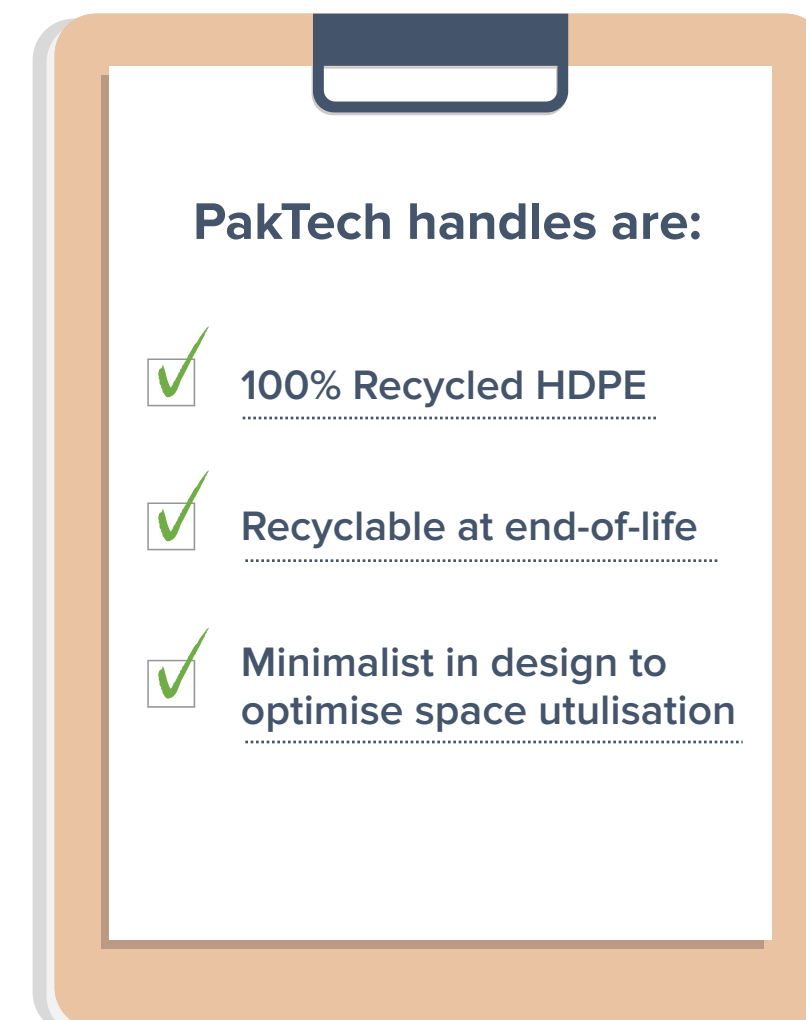 PakTech handles are:
100% Recycled HDPE
Recyclable at end-of-life
Minimalist in design to
optimise space utulisation